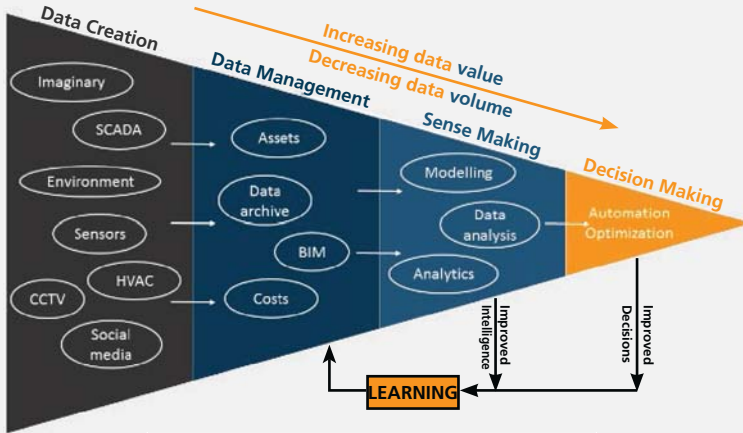 Data Creation
Increasing data value
Decreasing data volume
Data Management
Sense Making
Decision Making
Imaginary
SCADA
Environment
Sensors
HVAC
CCTV
Social
media
Assets
Data
archive
BIM
Costs
Modelling
Data
analysis
Analytics
Automation
Optimization
Improved
Intelligence
Improved
Decisions
LEARNING